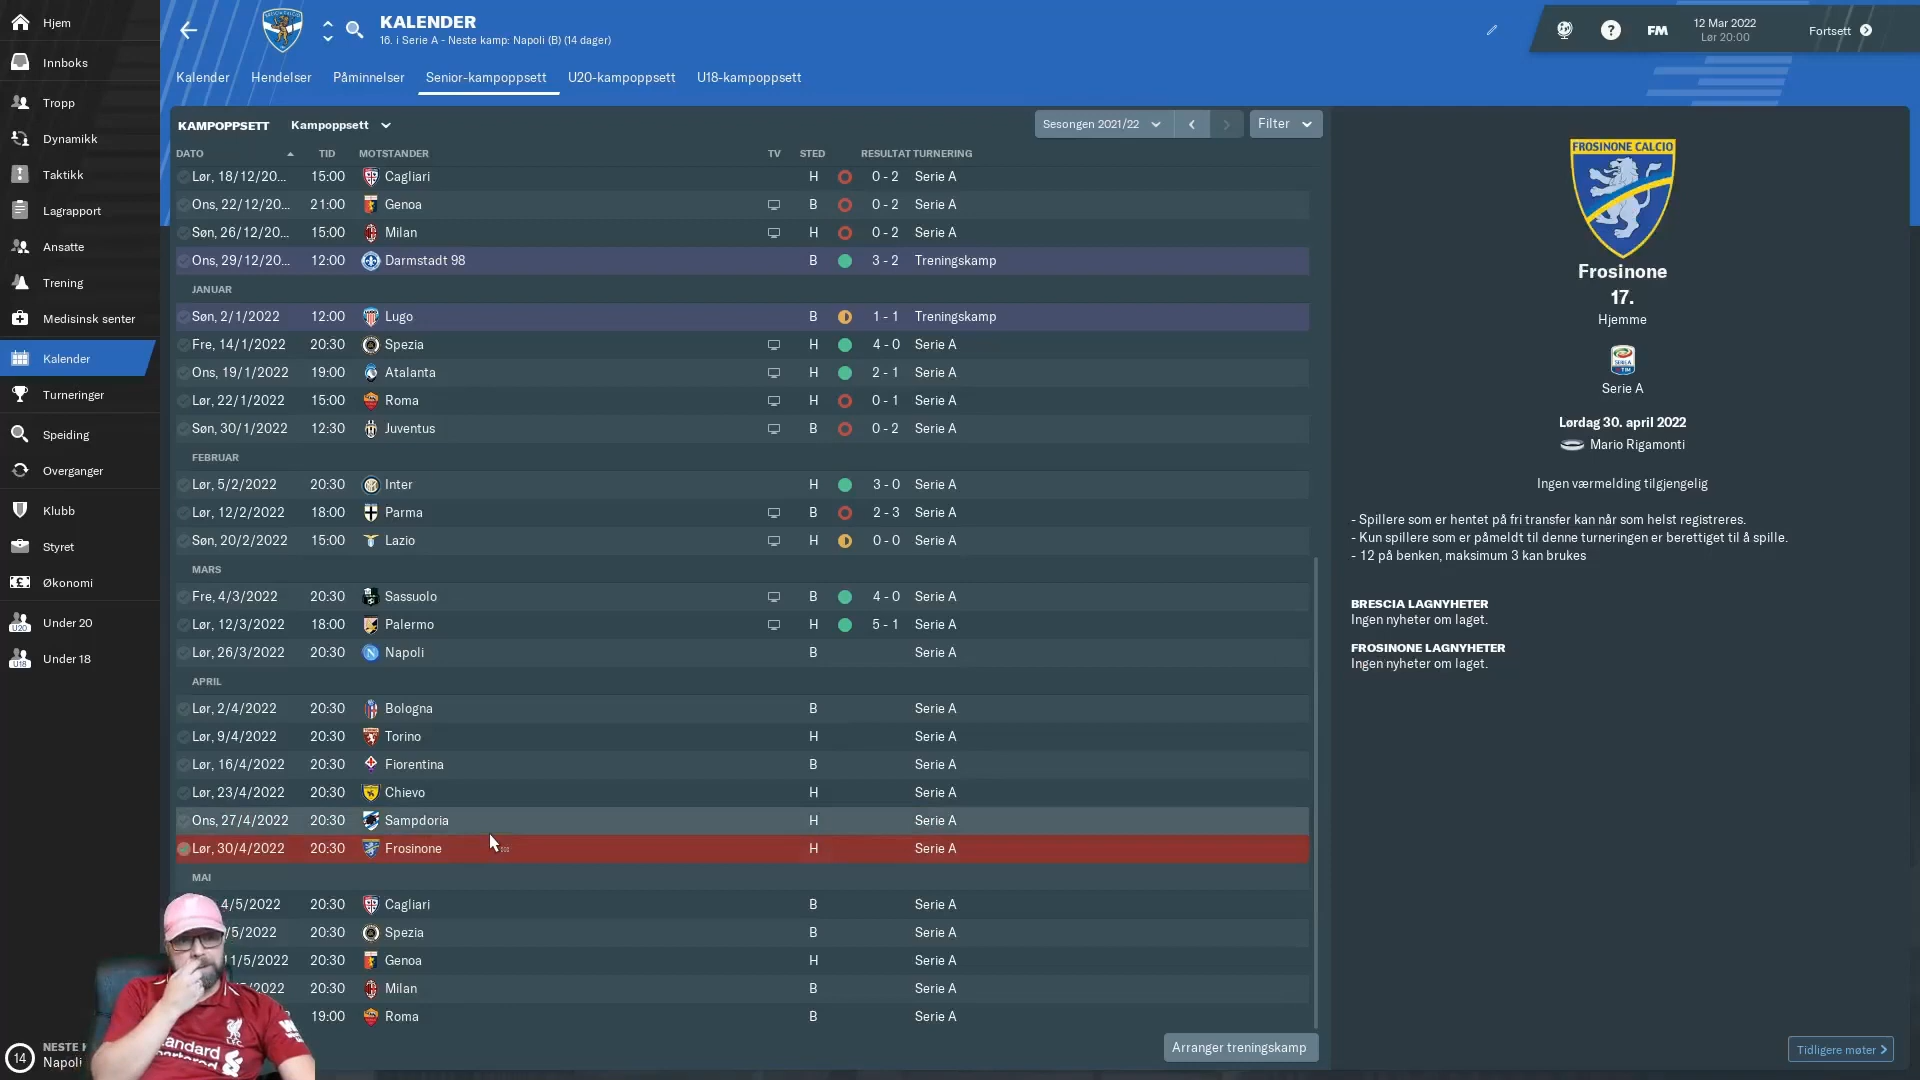 Hjem
Innboks
Tropp
Dynamikk
Taktikk
Lagrapport
Ansatte
Trening
Medisinsk senter
Kalender
Turneringer
Speiding
Overganger
Klubb
Styret
Økonomi
U20 Under 20
U18 Under 18
14 NESTE
Napoli
KALENDER
16. i Serie A - Neste kamp: Napoli (B) (14 dager)
FM
12 Mar 2022
Lør 20:00
Fortsett
Kalender Hendelser Påminnelser Senior-kampoppsett U20-kampoppsett U18-kampoppsett
KAMPOPPSETT Kampoppsett Sesongen 2021/22 Filter
DATO TID MOTSTANDER TV STED RESULTAT TURNERING
Lør, 18/12/20... 15:00 Cagliari H 0 - 2 Serie A
Ons, 22/12/20... 21:00 Genoa B 0 - 2 Serie A
Søn, 26/12/20... 15:00 Milan H 0 - 2 Serie A
Ons, 29/12/20... 12:00 Darmstadt 98 B 3 - 2 Treningskamp
JANUAR
Søn, 2/1/2022 12:00 Lugo B 1 - 1 Treningskamp
Fre, 14/1/2022 20:30 Spezia H 4 - 0 Serie A
Ons, 19/1/2022 19:00 Atalanta H 2 - 1 Serie A
Lør, 22/1/2022 15:00 Roma H 0 - 1 Serie A
Søn, 30/1/2022 12:30 Juventus B 0 - 2 Serie A
FEBRUAR
Lør, 5/2/2022 20:30 Inter H 3 - 0 Serie A
Lør, 12/2/2022 18:00 Parma B 2 - 3 Serie A
Søn, 20/2/2022 15:00 Lazio H 0 - 0 Serie A
MARS
Fre, 4/3/2022 20:30 Sassuolo B 4 - 0 Serie A
Lør, 12/3/2022 18:00 Palermo H 5 - 1 Serie A
Lør, 26/3/2022 20:30 Napoli B Serie A
APRIL
Lør, 2/4/2022 20:30 Bologna B Serie A
Lør, 9/4/2022 20:30 Torino H Serie A
Lør, 16/4/2022 20:30 Fiorentina B Serie A
Lør, 23/4/2022 20:30 Chievo H Serie A
Ons, 27/4/2022 20:30 Sampdoria H Serie A
Lør, 30/4/2022 20:30 Frosinone H Serie A
MAI
4/5/2022 20:30 Cagliari B Serie A
/5/2022 20:30 Spezia B Serie A
11/5/2022 20:30 Genoa H Serie A
/2022 20:30 Milan B Serie A
19:00 Roma B Serie A
Arranger treningskamp
FROSINONE CALCIO
Frosinone
17.
Hjemme
Serie A
Lørdag 30. april 2022
Mario Rigamonti
Ingen værmelding tilgjengelig
- Spillere som er hentet på fri transfer kan når som helst registreres.
- Kun spillere som er påmeldt til denne turneringen er berettiget til å spille.
- 12 på benken, maksimum 3 kan brukes
BRESCIA LAGNYHETER
Ingen nyheter om laget.
FROSINONE LAGNYHETER
Ingen nyheter om laget.
Tidligere møter